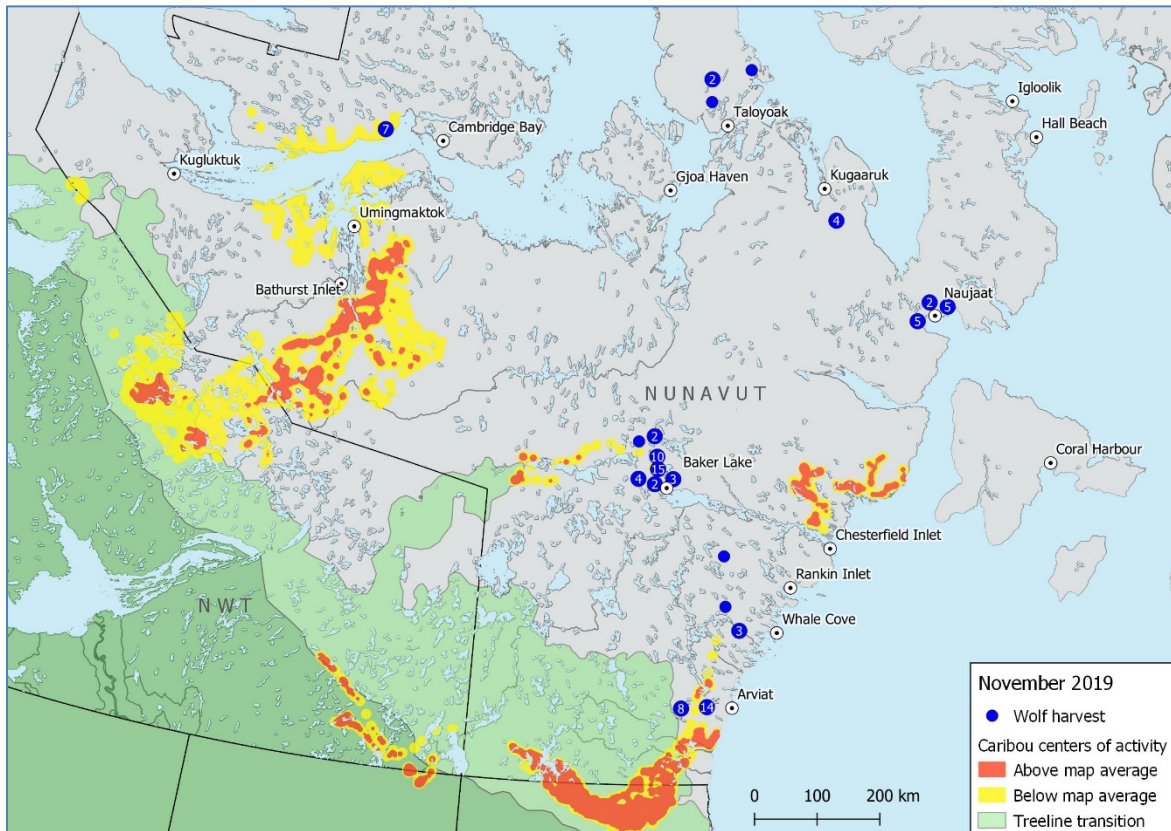 2
Igloolik
Taloyoak
Hall Beach
7
Cambridge Bay
Kugluktuk
Gjoa Haven
Kugaaruk
Umingmaktok
4
Bathurst Inlet
2
Naujaat
5
5
NUNAVUT
2
10
15
Baker Lake
4
3
2
Coral Harbour
Chesterfield Inlet
Rankin Inlet
NWT
Whale Cove
3
Arviat
8
14
0 100 200 km
November 2019
Wolf harvest
Caribou centers of activity
Above map average
Below map average
Treeline transition